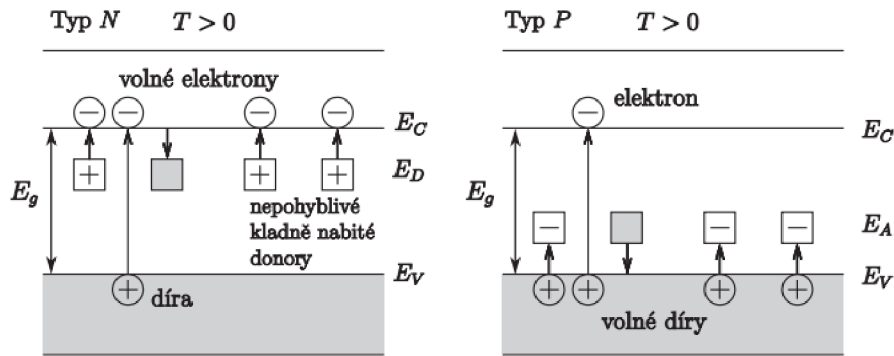 Typ N T > 0
volné elektrony
E_C
E_D
E_g
nepohyblivé
kladně nabité
donory
E_V
díra
Typ P T > 0
elektron
E_C
E_g
E_A
E_V
volné díry